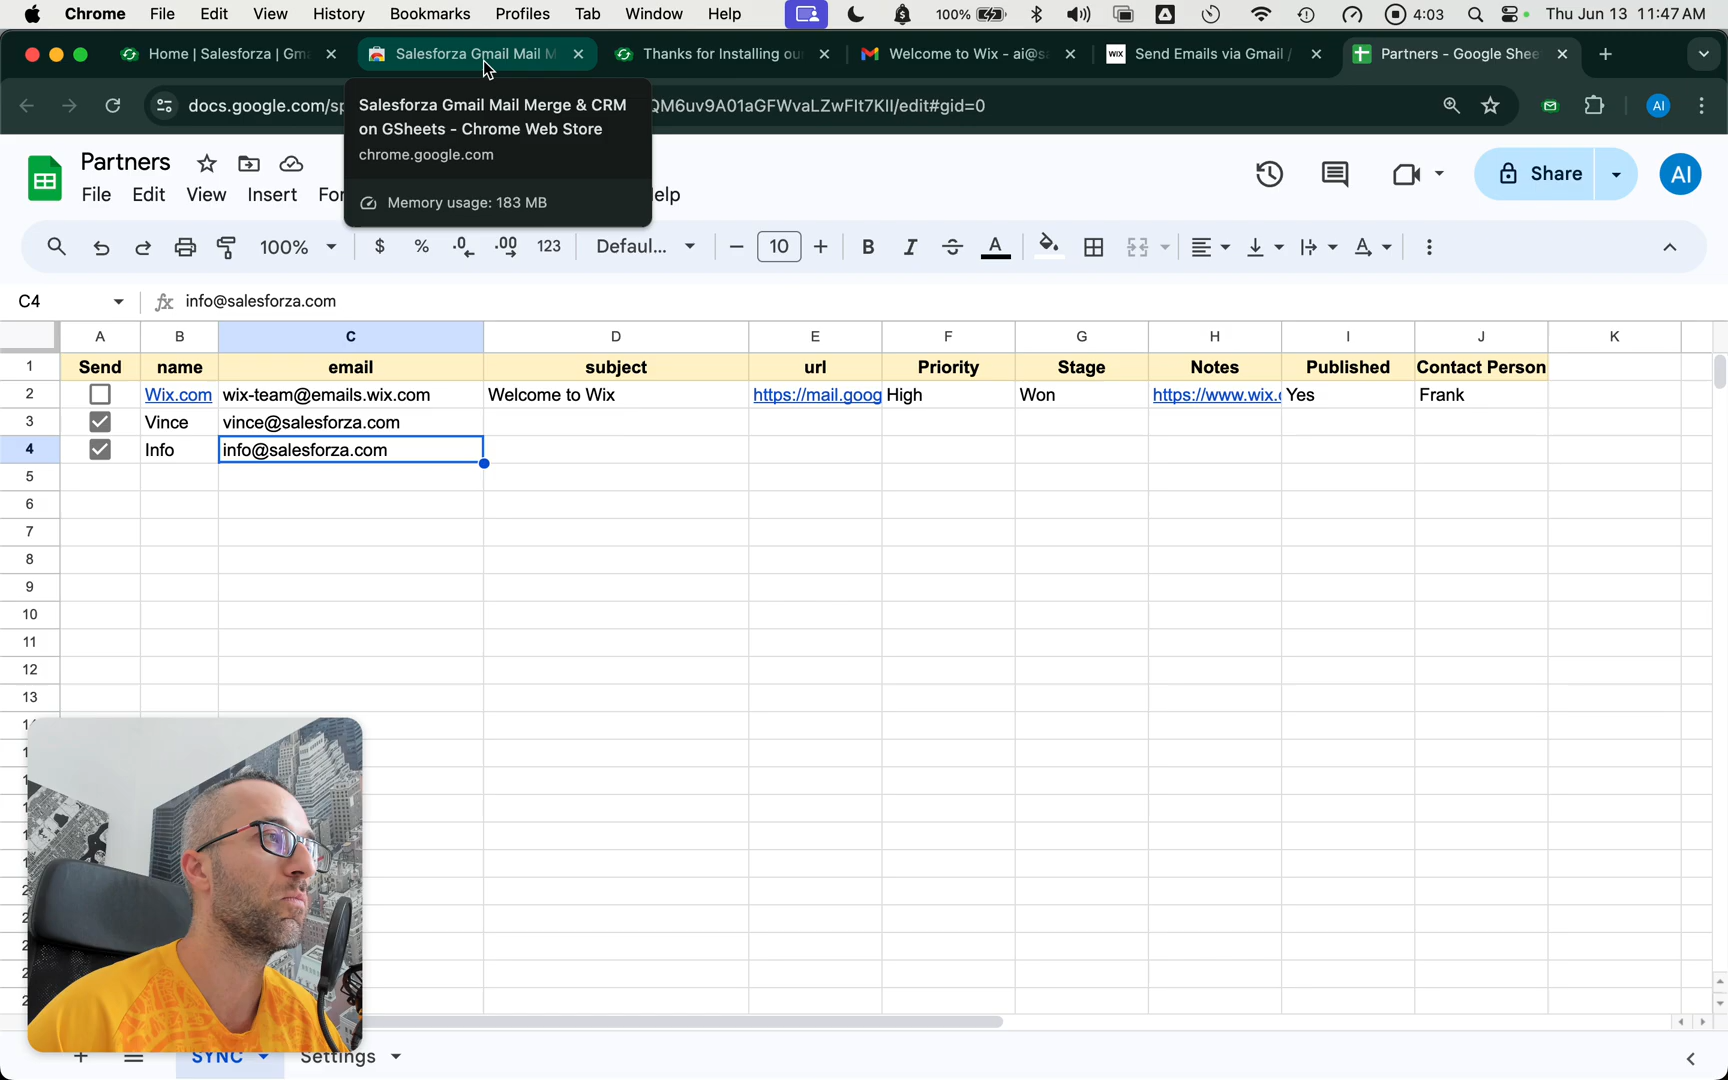 Chrome File Edit View History Bookmarks Profiles Tab Window Help 100% 4:03 Thu Jun 13 11:47 AM
Home | Salesforza | Gma Salesforza Gmail Mail M Thanks for Installing ou Welcome to Wix - ai@sa WIX Send Emails via Gmail / Partners - Google Shee
docs.google.com/sp QM6uv9A01aGFWvaLZwFIt7KII/edit#gid=0 AI
Salesforza Gmail Mail Merge & CRM
on GSheets - Chrome Web Store
chrome.google.com
Memory usage: 183 MB
Partners
File Edit View Insert For elp
Share AI
100% $ % .0 .00 123 Defaul... 10 B I A A
C4 fx info@salesforza.com
A B C D E F G H I J K
1 Send name email subject url Priority Stage Notes Published Contact Person
2 Wix.com wix-team@emails.wix.com Welcome to Wix https://mail.goog High Won https://www.wix.c Yes Frank
3 Vince vince@salesforza.com
4 Info info@salesforza.com
5
6
7
8
9
10
11
12
13
SYNC Settings